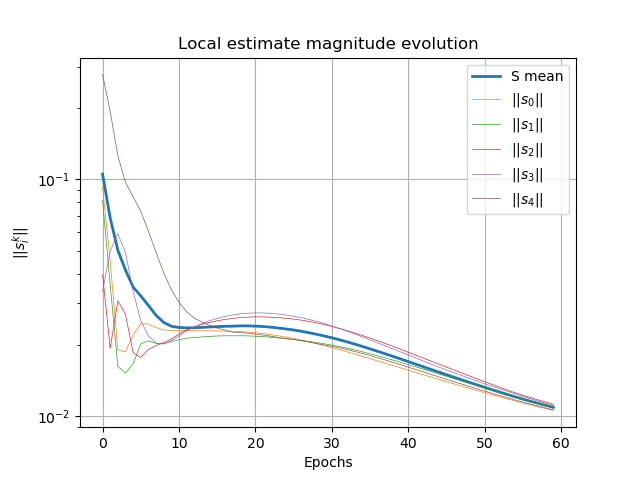 Local estimate magnitude evolution
S mean
||s₀||
||s₁||
||s₂||
||s₃||
||s₄||
10⁻¹
10⁻²
||sᵢᵏ||
0 10 20 30 40 50 60
Epochs